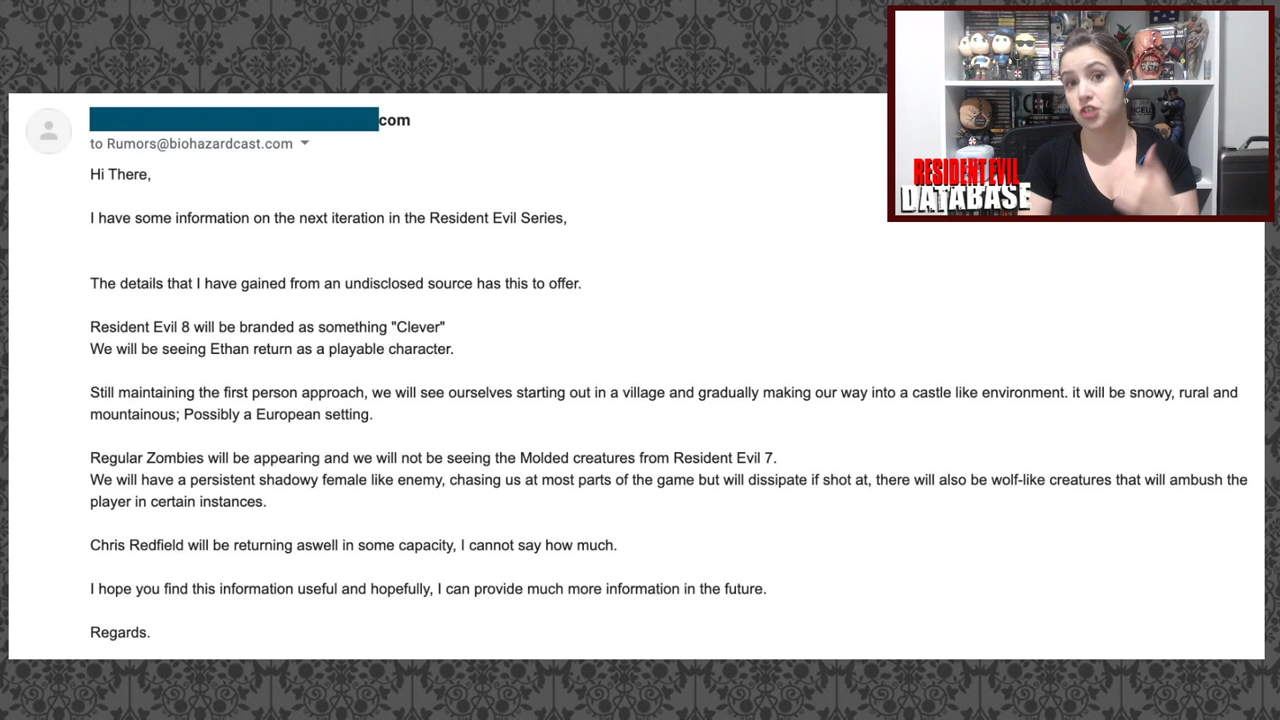 com
to Rumors@biohazardcast.com
Hi There,
I have some information on the next iteration in the Resident Evil Series,
The details that I have gained from an undisclosed source has this to offer.
Resident Evil 8 will be branded as something "Clever"
We will be seeing Ethan return as a playable character.
Still maintaining the first person approach, we will see ourselves starting out in a village and gradually making our way into a castle like environment. it will be snowy, rural and
mountainous; Possibly a European setting.
Regular Zombies will be appearing and we will not be seeing the Molded creatures from Resident Evil 7.
We will have a persistent shadowy female like enemy, chasing us at most parts of the game but will dissipate if shot at, there will also be wolf-like creatures that will ambush the
player in certain instances.
Chris Redfield will be returning aswell in some capacity, I cannot say how much.
I hope you find this information useful and hopefully, I can provide much more information in the future.
Regards.
RESIDENT EVIL
DATABASE